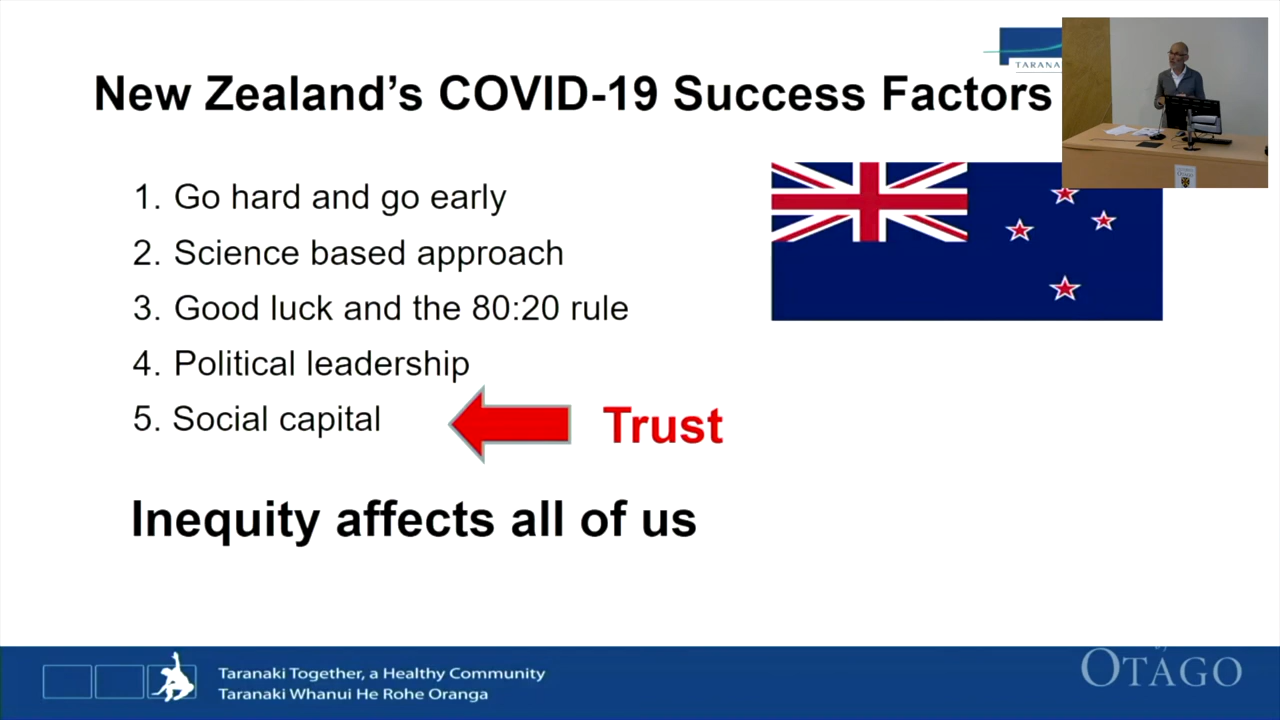 New Zealand’s COVID-19 Success Factors
1. Go hard and go early
2. Science based approach
3. Good luck and the 80:20 rule
4. Political leadership
5. Social capital
Trust
Inequity affects all of us
Taranaki Together, a Healthy Community
Taranaki Whanui He Rohe Oranga
OTAGO